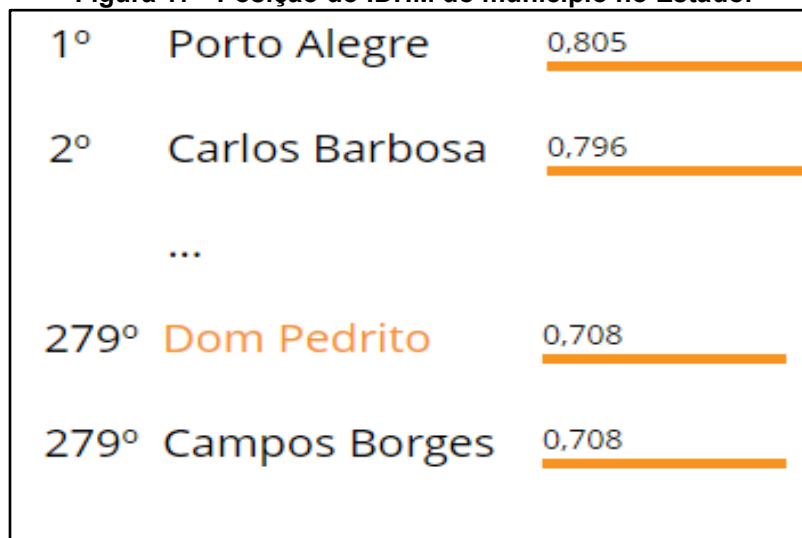 1º Porto Alegre 0,805
2º Carlos Barbosa 0,796
...
279º Dom Pedrito 0,708
279º Campos Borges 0,708